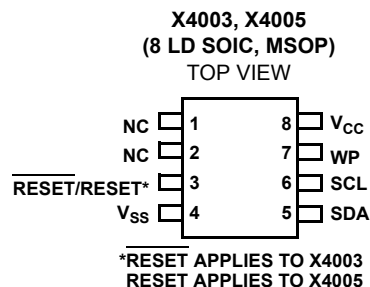 X4003, X4005
(8 LD SOIC, MSOP)
TOP VIEW
NC 1 8 VCC
NC 2 7 WP
RESET/RESET* 3 6 SCL
VSS 4 5 SDA
*RESET APPLIES TO X4003
RESET APPLIES TO X4005